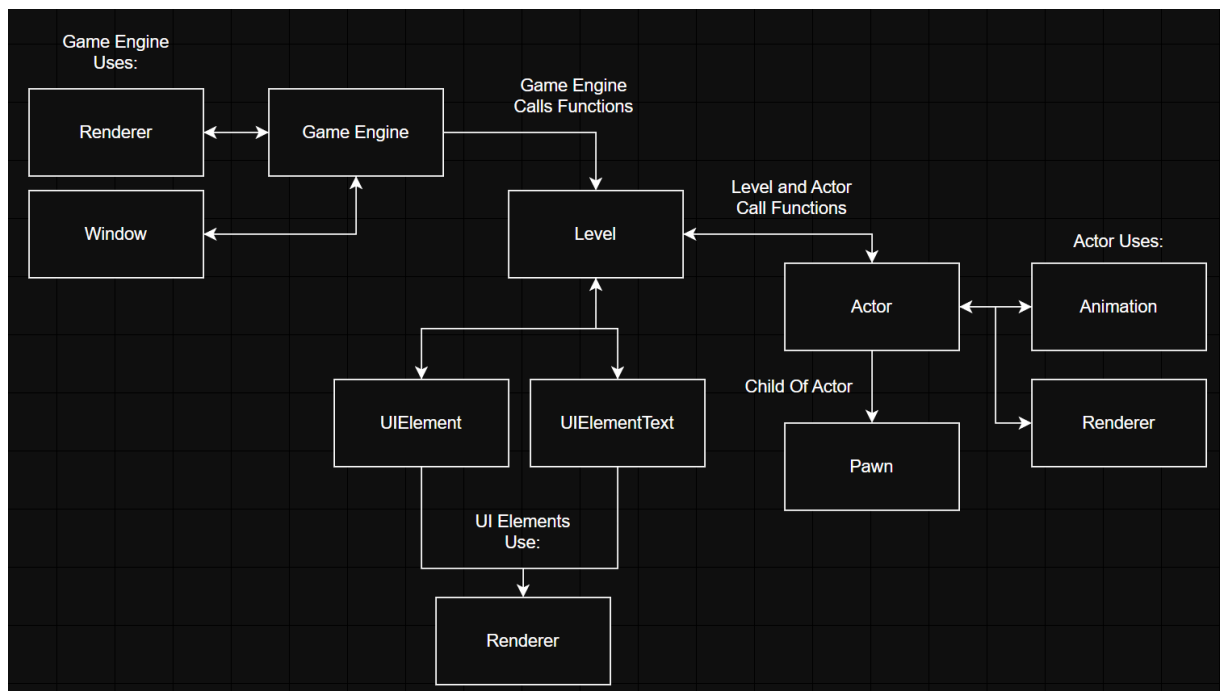 Game Engine
Uses:
Renderer
Game Engine
Game Engine
Calls Functions
Window
Level
Level and Actor
Call Functions
Actor Uses:
Actor
Animation
Child Of Actor
UIElement
UIElementText
Renderer
Pawn
UI Elements
Use:
Renderer